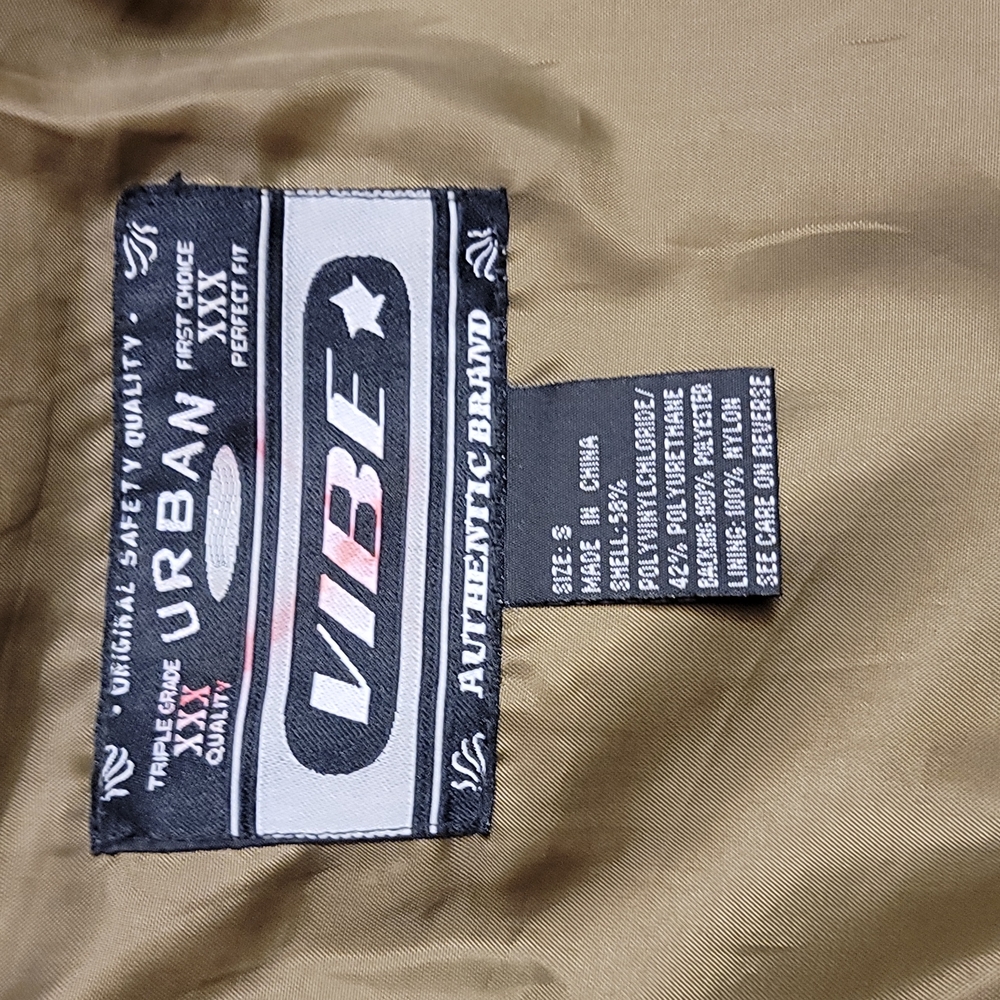 · ORIGINAL SAFETY QUALITY ·
TRIPLE GRADE
XXX
QUALITY
URBAN
FIRST CHOICE
XXX
PERFECT FIT
VIBE
AUTHENTIC BRAND
SIZE: S
MADE IN CHINA
SHELL: 58%
POLYVINYLCHLORIDE/
42% POLYURETHANE
BACKING:100% POLYESTER
LINING:100% NYLON
SEE CARE ON REVERSE